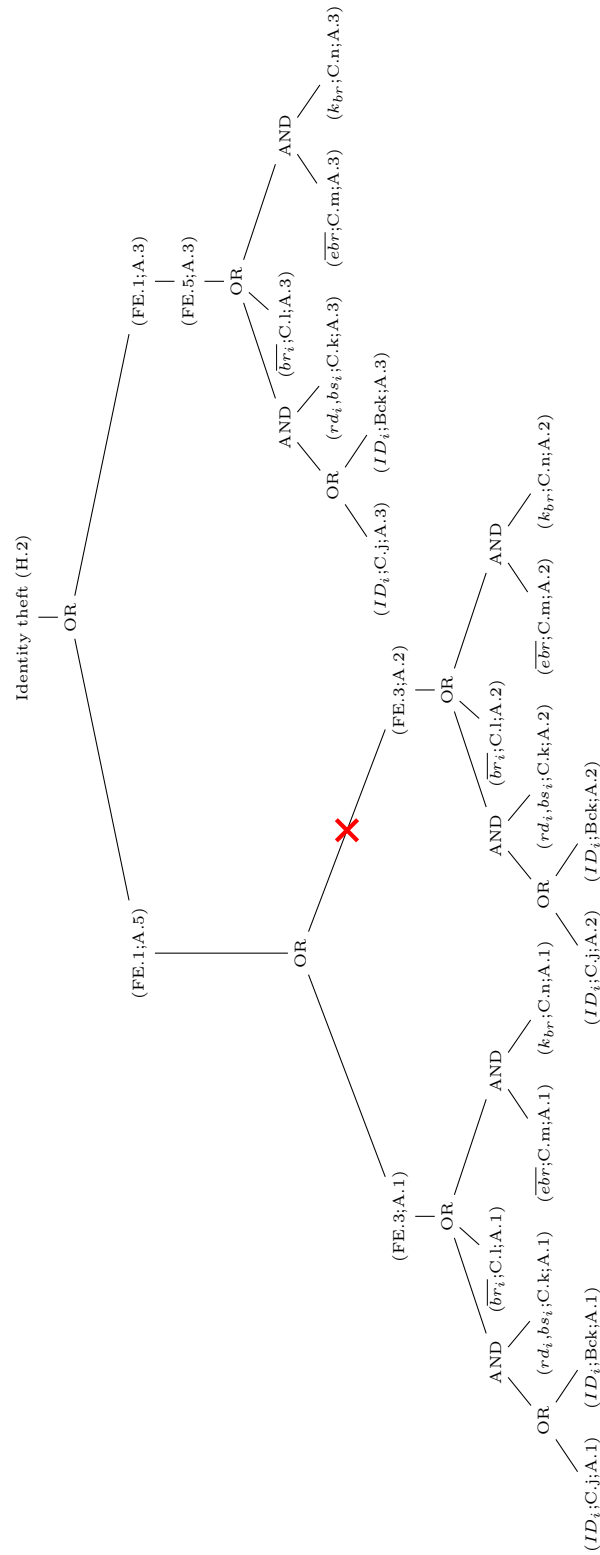 Identity theft (H.2)
OR
(FE.1;A.5)
(FE.1;A.3)
(FE.5;A.3)
OR
AND
(\overline{br_i};C.l;A.3)
AND
OR
OR
(rd_i,bs_i;C.k;A.3)
(\overline{ebr};C.m;A.3)
(k_{br};C.n;A.3)
(ID_i;C.j;A.3)
(ID_i;Bck;A.3)
(FE.3;A.1)
(FE.3;A.2)
OR
OR
AND
(\overline{br_i};C.l;A.1)
AND
AND
(\overline{br_i};C.l;A.2)
AND
OR
(rd_i,bs_i;C.k;A.1)
(\overline{ebr};C.m;A.1)
(k_{br};C.n;A.1)
OR
(rd_i,bs_i;C.k;A.2)
(\overline{ebr};C.m;A.2)
(k_{br};C.n;A.2)
(ID_i;C.j;A.1)
(ID_i;Bck;A.1)
(ID_i;C.j;A.2)
(ID_i;Bck;A.2)